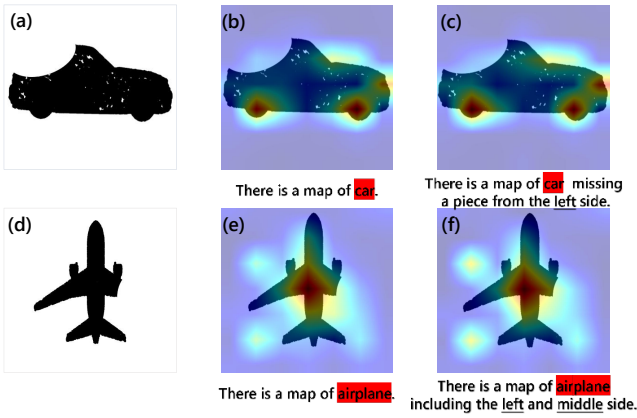 (a)
(b)
(c)
There is a map of car.
There is a map of car missing
a piece from the left side.
(d)
(e)
(f)
There is a map of airplane.
There is a map of airplane
including the left and middle side.